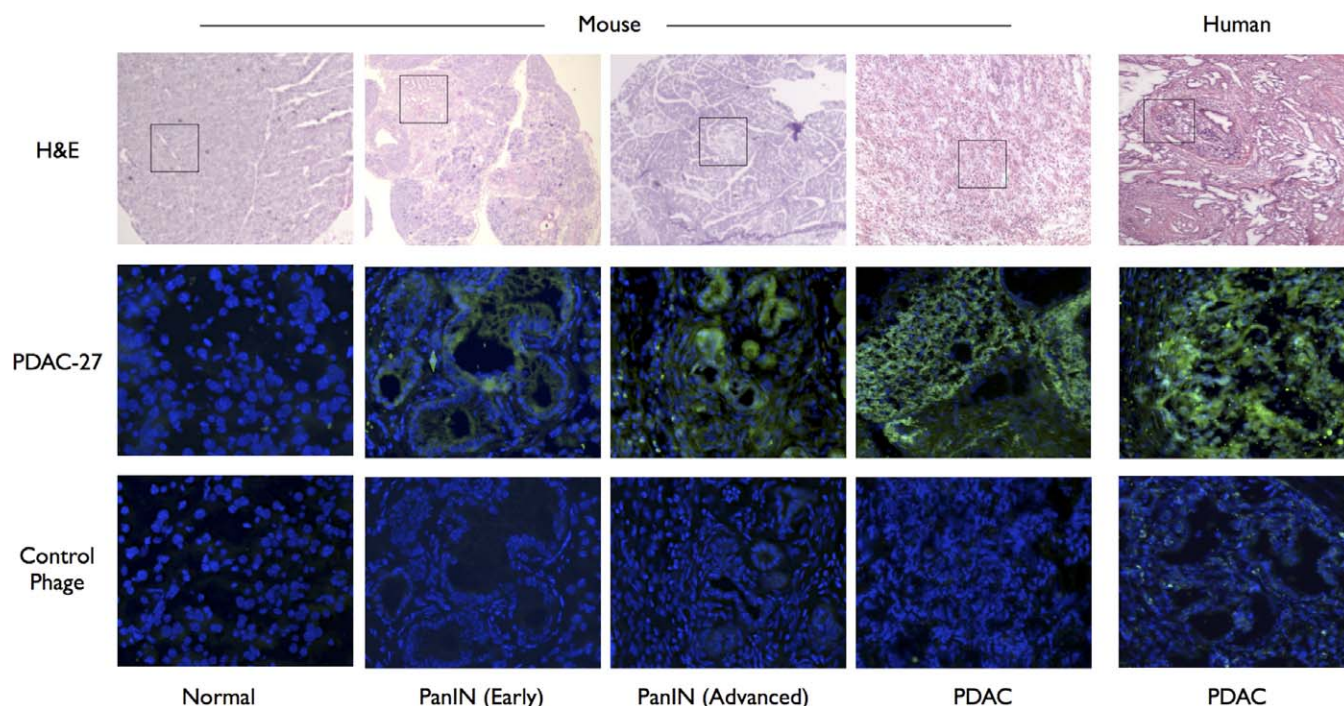 Mouse
Human
H&E
PDAC-27
Control
Phage
Normal
PanIN (Early)
PanIN (Advanced)
PDAC
PDAC